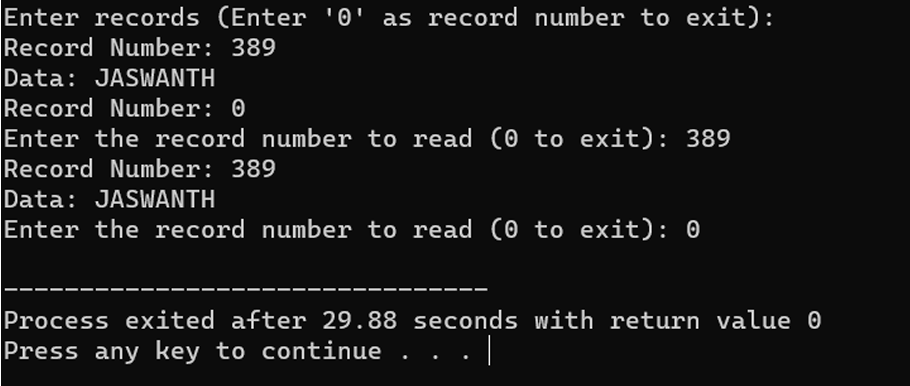 Enter records (Enter '0' as record number to exit):
Record Number: 389
Data: JASWANTH
Record Number: 0
Enter the record number to read (0 to exit): 389
Record Number: 389
Data: JASWANTH
Enter the record number to read (0 to exit): 0
--------------------------------
Process exited after 29.88 seconds with return value 0
Press any key to continue . . .